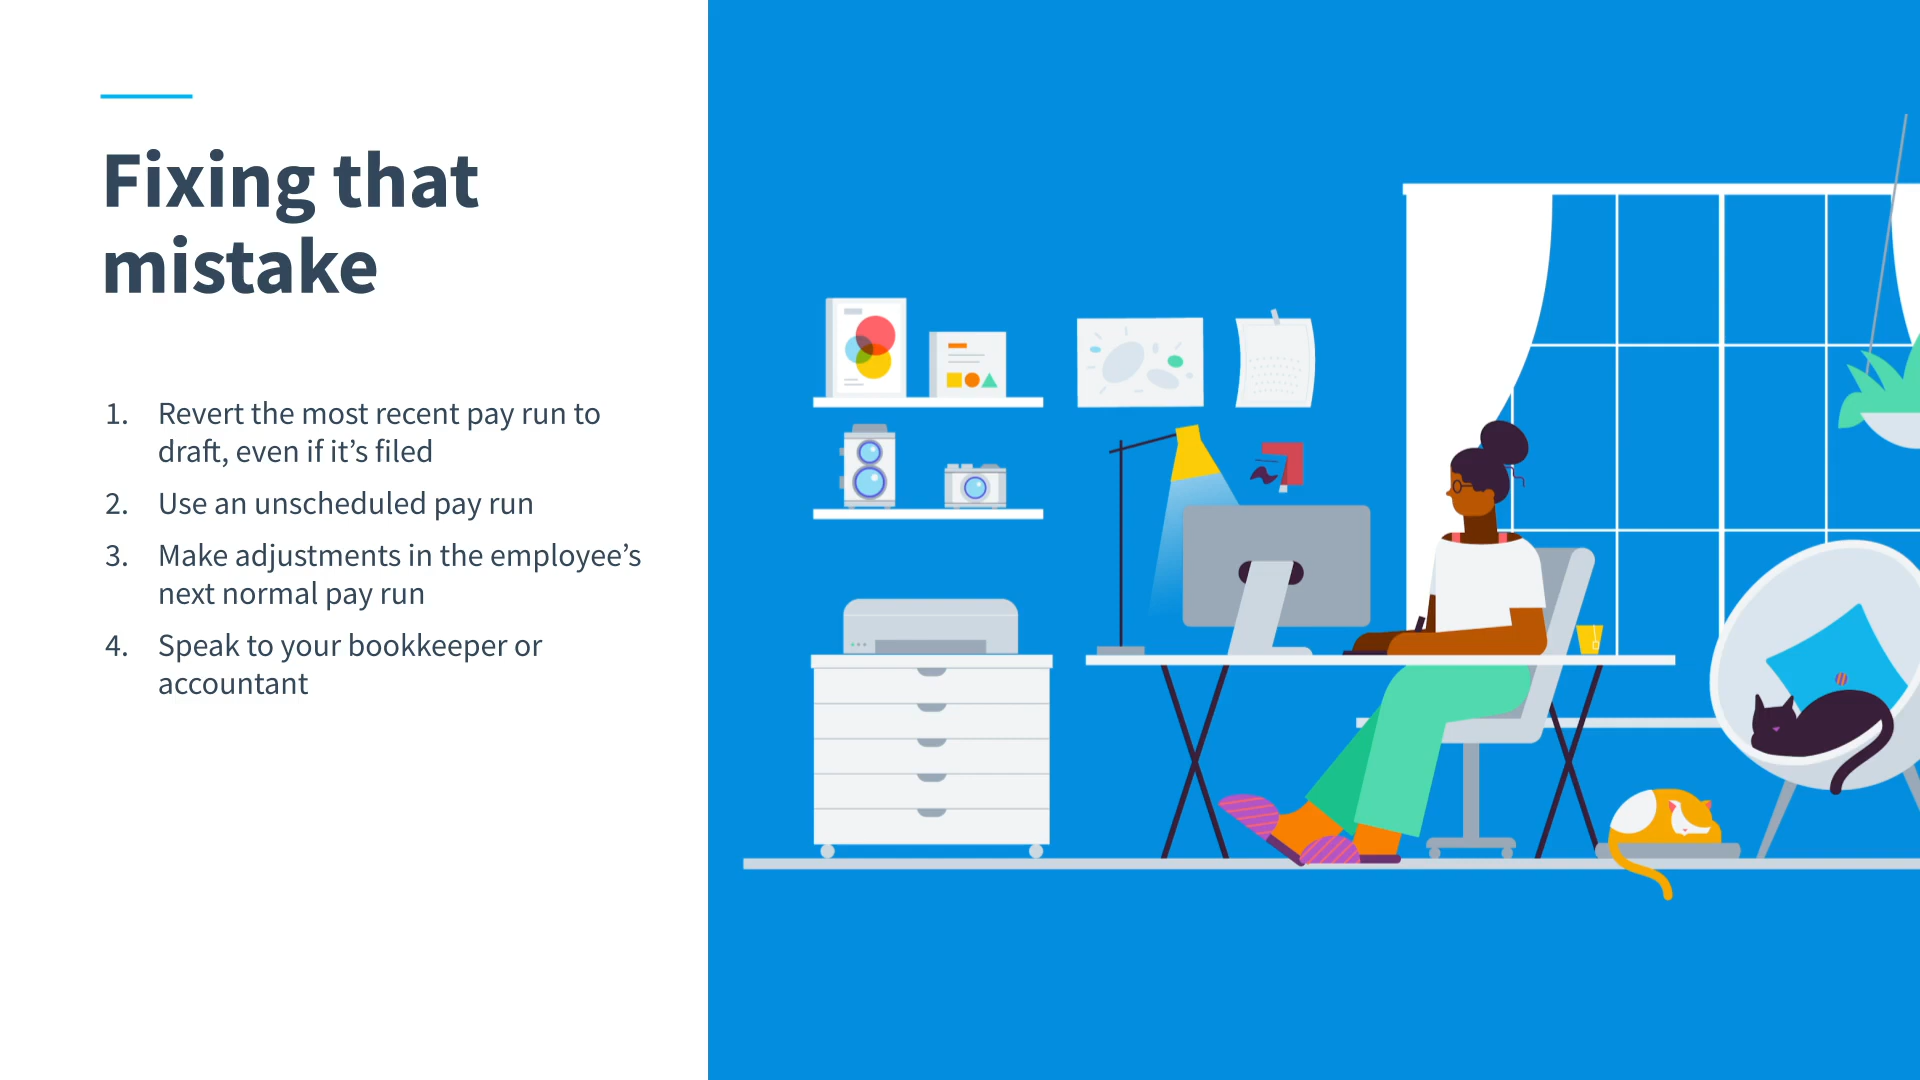 Fixing that
mistake
1. Revert the most recent pay run to
draft, even if it’s filed
2. Use an unscheduled pay run
3. Make adjustments in the employee’s
next normal pay run
4. Speak to your bookkeeper or
accountant